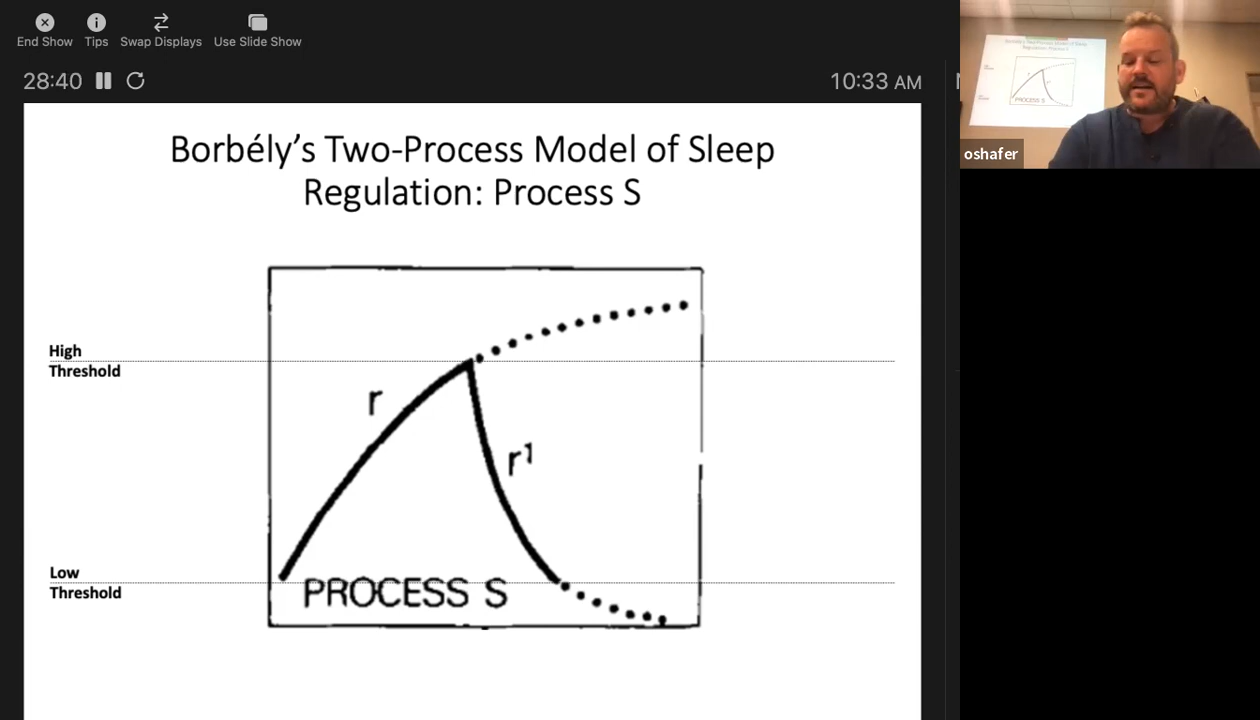 End Show
Tips
Swap Displays
Use Slide Show
28:40
10:33 AM
Borbély's Two-Process Model of Sleep
Regulation: Process S
High
Threshold
r
r1
Low
Threshold
PROCESS S
oshafer
PROCESS S